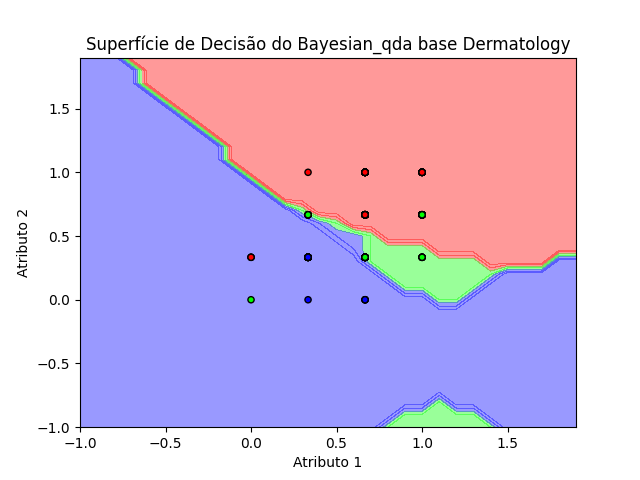 Superfície de Decisão do Bayesian_qda base Dermatology
1.5
1.0
0.5
0.0
−0.5
−1.0
Atributo 2
−1.0 −0.5 0.0 0.5 1.0 1.5
Atributo 1